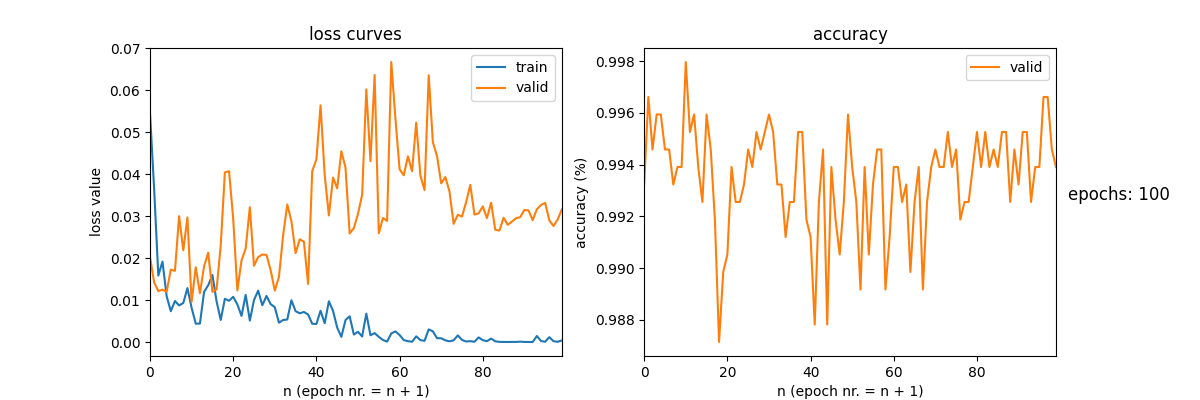 loss curves
0.07
0.06
0.05
0.04
0.03
0.02
0.01
0.00
loss value
0
20
40
60
80
n (epoch nr. = n + 1)
train
valid
accuracy
0.998
0.996
0.994
0.992
0.990
0.988
accuracy (%)
0
20
40
60
80
n (epoch nr. = n + 1)
valid
epochs: 100